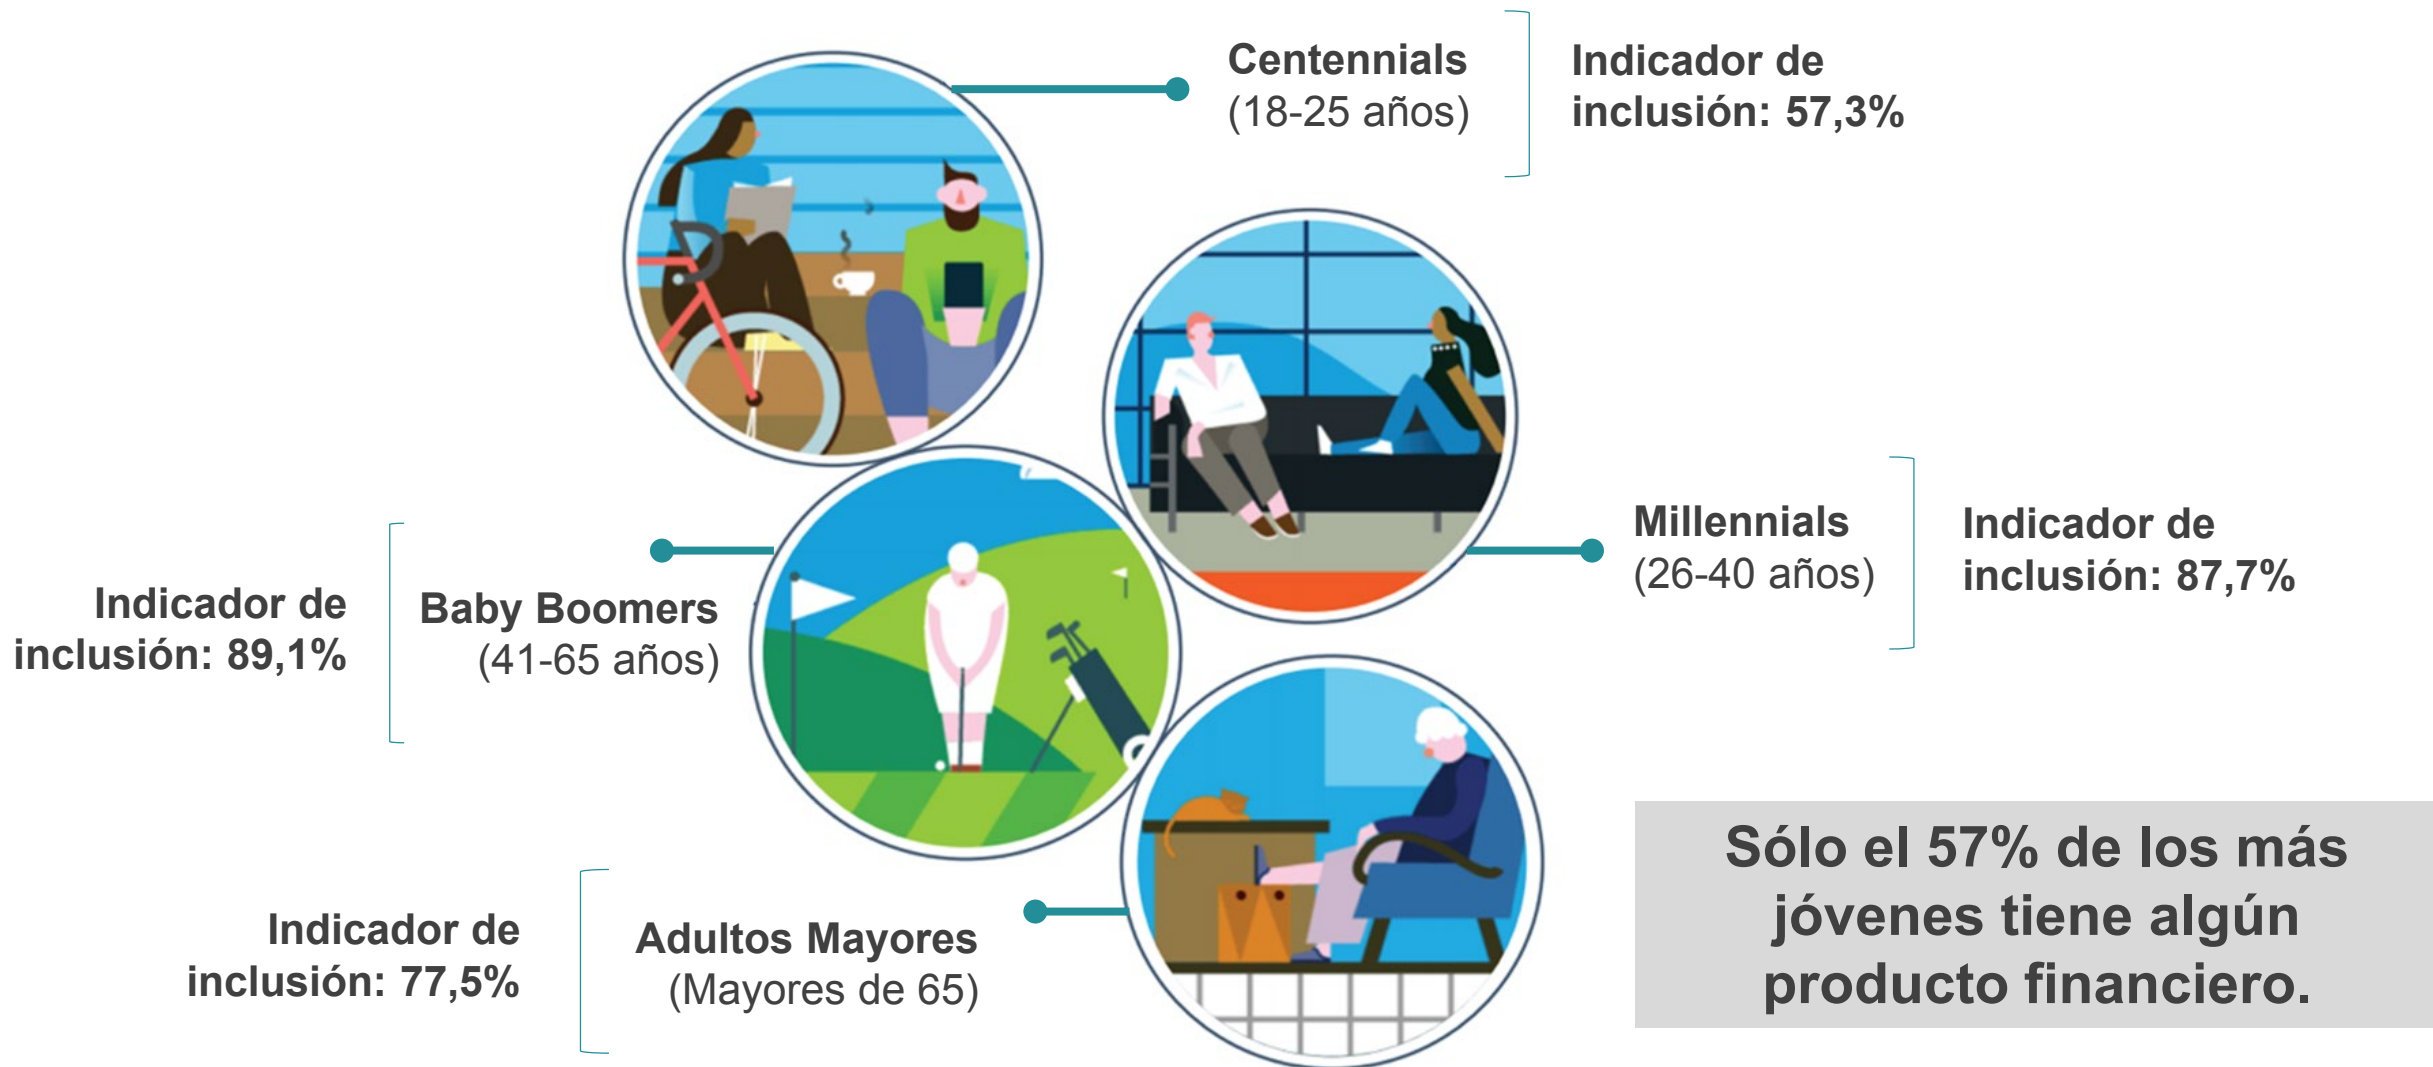 Centennials
(18-25 años)
Indicador de
inclusión: 57,3%
Millennials
(26-40 años)
Indicador de
inclusión: 87,7%
Indicador de
inclusión: 89,1%
Baby Boomers
(41-65 años)
Indicador de
inclusión: 77,5%
Adultos Mayores
(Mayores de 65)
Sólo el 57% de los más
jóvenes tiene algún
producto financiero.